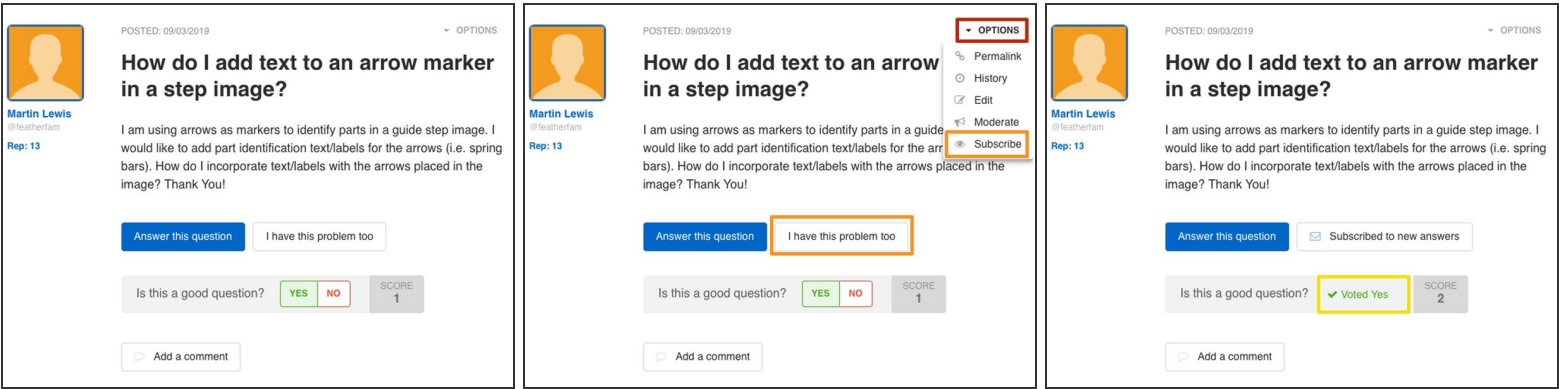 POSTED: 09/03/2019
OPTIONS
How do I add text to an arrow marker
in a step image?
Martin Lewis
@featherfam
Rep: 13
I am using arrows as markers to identify parts in a guide step image. I
would like to add part identification text/labels for the arrows (i.e. spring
bars). How do I incorporate text/labels with the arrows placed in the
image? Thank You!
Answer this question
I have this problem too
Is this a good question?
YES
NO
SCORE
1
Add a comment
POSTED: 09/03/2019
OPTIONS
Permalink
History
Edit
Moderate
Subscribe
How do I add text to an arrow
in a step image?
Martin Lewis
@featherfam
Rep: 13
I am using arrows as markers to identify parts in a guide
would like to add part identification text/labels for the arr
bars). How do I incorporate text/labels with the arrows placed in the
image? Thank You!
Answer this question
I have this problem too
Is this a good question?
YES
NO
SCORE
1
Add a comment
POSTED: 09/03/2019
OPTIONS
How do I add text to an arrow marker
in a step image?
Martin Lewis
@featherfam
Rep: 13
I am using arrows as markers to identify parts in a guide step image. I
would like to add part identification text/labels for the arrows (i.e. spring
bars). How do I incorporate text/labels with the arrows placed in the
image? Thank You!
Answer this question
Subscribed to new answers
Is this a good question?
Voted Yes
SCORE
2
Add a comment